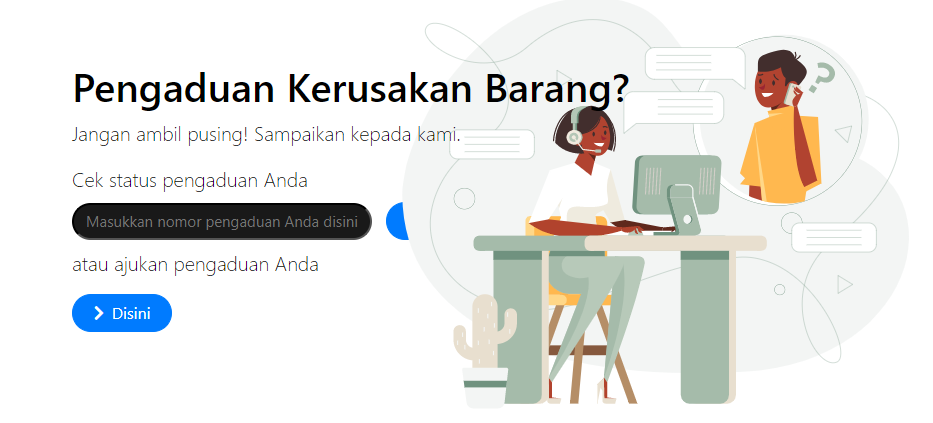 Pengaduan Kerusakan Barang?
Jangan ambil pusing! Sampaikan kepada kami.
Cek status pengaduan Anda
Masukkan nomor pengaduan Anda disini
atau ajukan pengaduan Anda
Disini